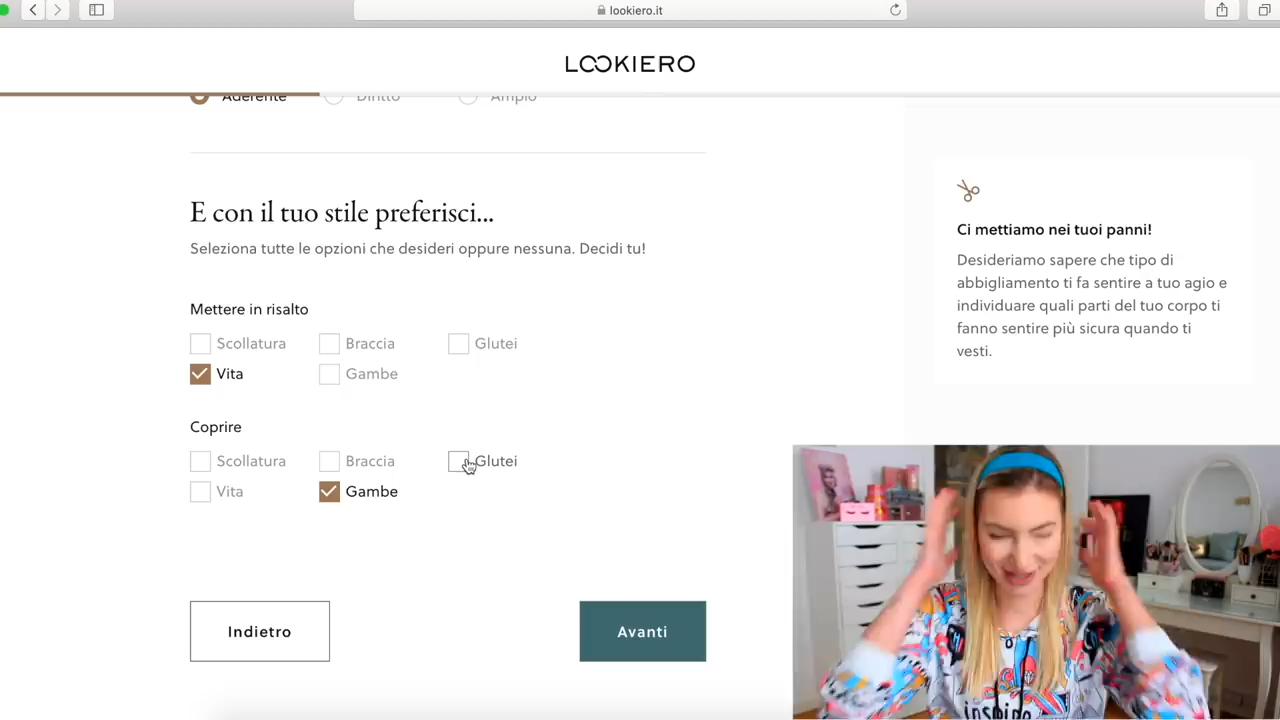 lookiero.it
LOOKIERO
Aderente
Diritto
Ampio
E con il tuo stile preferisci...
Seleziona tutte le opzioni che desideri oppure nessuna. Decidi tu!
Mettere in risalto
Scollatura
Braccia
Glutei
Vita
Gambe
Coprire
Scollatura
Braccia
Glutei
Vita
Gambe
Indietro
Avanti
Ci mettiamo nei tuoi panni!
Desideriamo sapere che tipo di
abbigliamento ti fa sentire a tuo agio e
individuare quali parti del tuo corpo ti
fanno sentire più sicura quando ti
vesti.
inspire